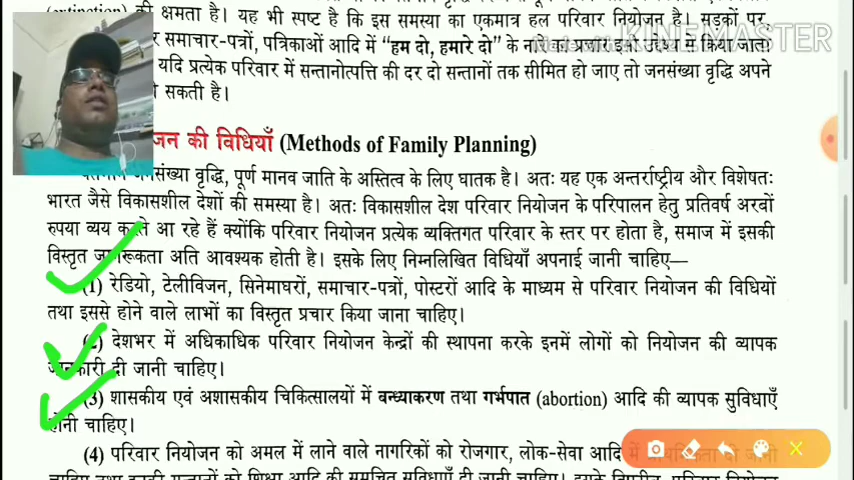 (extinction) की क्षमता है। यह भी स्पष्ट है कि इस समस्या का एकमात्र हल परिवार नियोजन है। सड़कों पर
समाचार-पत्रों, पत्रिकाओं आदि में "हम दो, हमारे दो" के नारे का प्रचार इसी उद्देश्य में किया जाता
यदि प्रत्येक परिवार में सन्तानोत्पत्ति की दर दो सन्तानों तक सीमित हो जाए तो जनसंख्या वृद्धि अपने
सकती है।
KINEMASTER
जन की विधियाँ (Methods of Family Planning)
जनसंख्या वृद्धि, पूर्ण मानव जाति के अस्तित्व के लिए घातक है। अतः यह एक अन्तर्राष्ट्रीय और विशेषतः
भारत जैसे विकासशील देशों की समस्या है। अतः विकासशील देश परिवार नियोजन के परिपालन हेतु प्रतिवर्ष अरबों
रुपया व्यय करते आ रहे हैं क्योंकि परिवार नियोजन प्रत्येक व्यक्तिगत परिवार के स्तर पर होता है, समाज में इसकी
विस्तृत जागरूकता अति आवश्यक होती है। इसके लिए निम्नलिखित विधियाँ अपनाई जानी चाहिए—
(1) रेडियो, टेलीविजन, सिनेमाघरों, समाचार-पत्रों, पोस्टरों आदि के माध्यम से परिवार नियोजन की विधियों
तथा इससे होने वाले लाभों का विस्तृत प्रचार किया जाना चाहिए।
(2) देशभर में अधिकाधिक परिवार नियोजन केन्द्रों की स्थापना करके इनमें लोगों को नियोजन की व्यापक
जानकारी दी जानी चाहिए।
(3) शासकीय एवं अशासकीय चिकित्सालयों में बन्ध्याकरण तथा गर्भपात (abortion) आदि की व्यापक सुविधाएँ
होनी चाहिए।
(4) परिवार नियोजन को अमल में लाने वाले नागरिकों को रोजगार, लोक-सेवा आदि में